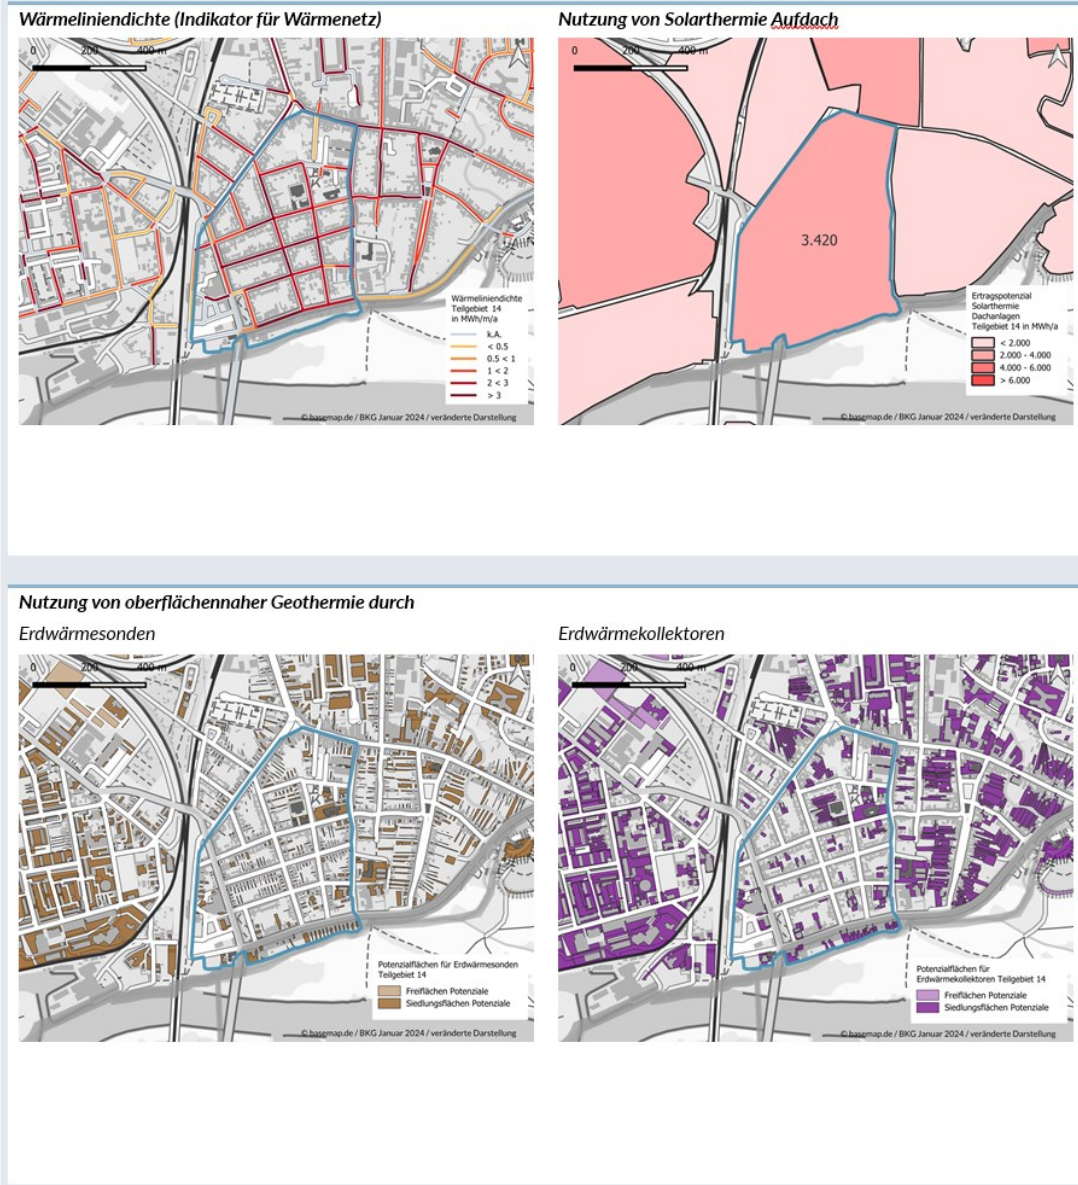 Wärmeliniendichte (Indikator für Wärmenetz)
Nutzung von Solarthermie Aufdach
0 200 400 m
Wärmeliniendichte
Teilgebiet 14
in MWh/m/a
k.A.
< 0.5
0.5 < 1
1 < 2
2 < 3
> 3
© basemap.de / BKG Januar 2024 / veränderte Darstellung
0 200 400 m
3.420
Ertragspotenzial
Solarthermie
Dachanlagen
Teilgebiet 14 in MWh/a
< 2.000
2.000 - 4.000
4.000 - 6.000
> 6.000
© basemap.de / BKG Januar 2024 / veränderte Darstellung
Nutzung von oberflächennaher Geothermie durch
Erdwärmesonden
Erdwärmekollektoren
0 200 400 m
Potenzialflächen für Erdwärmesonden
Teilgebiet 14
Freiflächen Potenziale
Siedlungsflächen Potenziale
© basemap.de / BKG Januar 2024 / veränderte Darstellung
0 200 400 m
Potenzialflächen für
Erdwärmekollektoren Teilgebiet 14
Freiflächen Potenziale
Siedlungsflächen Potenziale
© basemap.de / BKG Januar 2024 / veränderte Darstellung